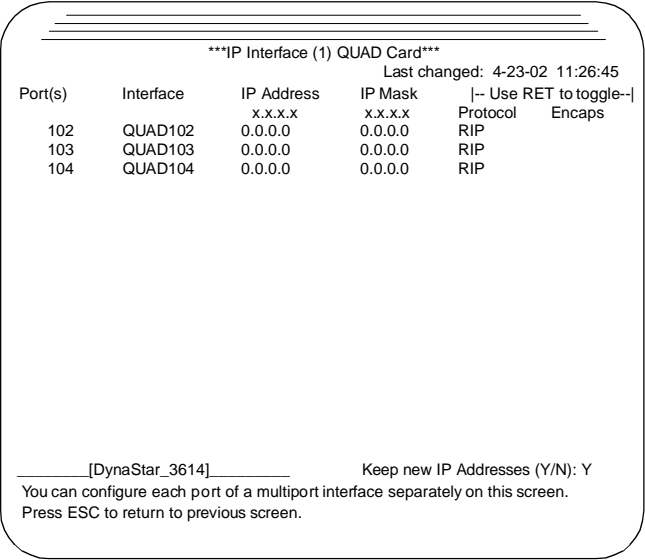 ***IP Interface (1) QUAD Card***
Last changed: 4-23-02 11:26:45
Port(s) Interface IP Address IP Mask |-- Use RET to toggle--|
x.x.x.x x.x.x.x Protocol Encaps
102 QUAD102 0.0.0.0 0.0.0.0 RIP
103 QUAD103 0.0.0.0 0.0.0.0 RIP
104 QUAD104 0.0.0.0 0.0.0.0 RIP
________[DynaStar_3614]_________ Keep new IP Addresses (Y/N): Y
You can configure each port of a multiport interface separately on this screen.
Press ESC to return to previous screen.